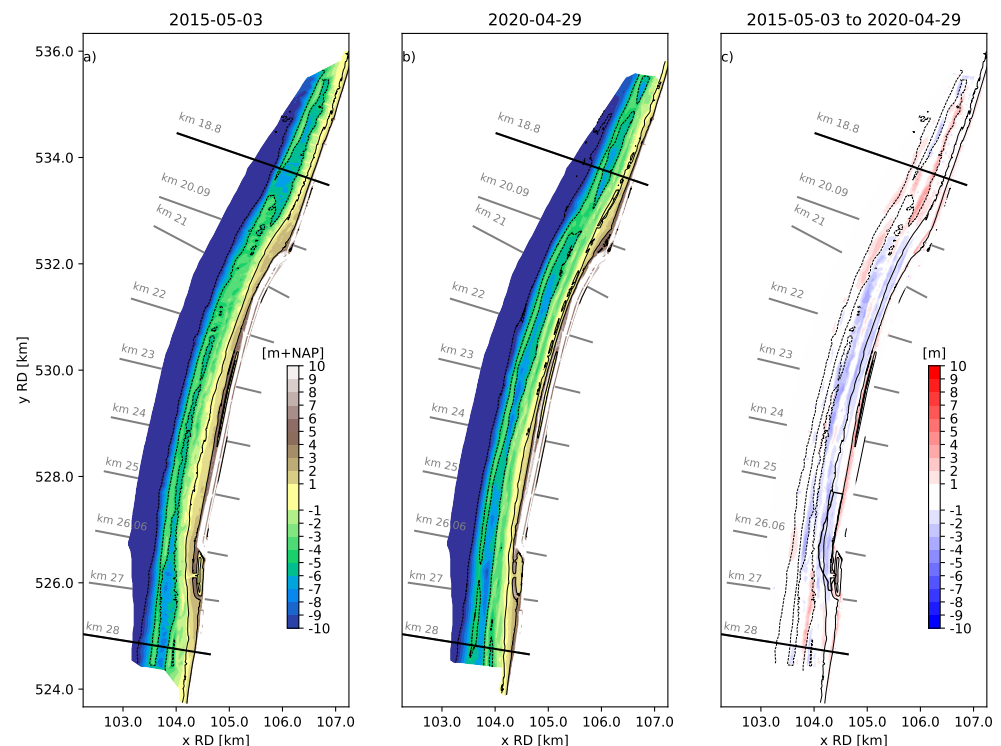 2015-05-03
2020-04-29
2015-05-03 to 2020-04-29
536.0
534.0
532.0
530.0
528.0
526.0
524.0
y RD [km]
a)
km 18.8
km 20.09
km 21
km 22
km 23
km 24
km 25
km 26.06
km 27
km 28
[m+NAP]
10
9
8
7
6
5
4
3
2
1
-1
-2
-4
-5
-6
-7
-8
-9
-10
103.0 104.0 105.0 106.0 107.0
x RD [km]
b)
km 18.8
km 20.09
km 21
km 22
km 23
km 24
km 25
km 26.06
km 27
km 28
103.0 104.0 105.0 106.0 107.0
x RD [km]
c)
km 18.8
km 20.09
km 21
km 22
km 23
km 24
km 25
km 26.06
km 27
km 28
[m]
10
9
8
7
6
5
4
3
2
1
-1
-2
-4
-5
-6
-7
-8
-9
-10
103.0 104.0 105.0 106.0 107.0
x RD [km]